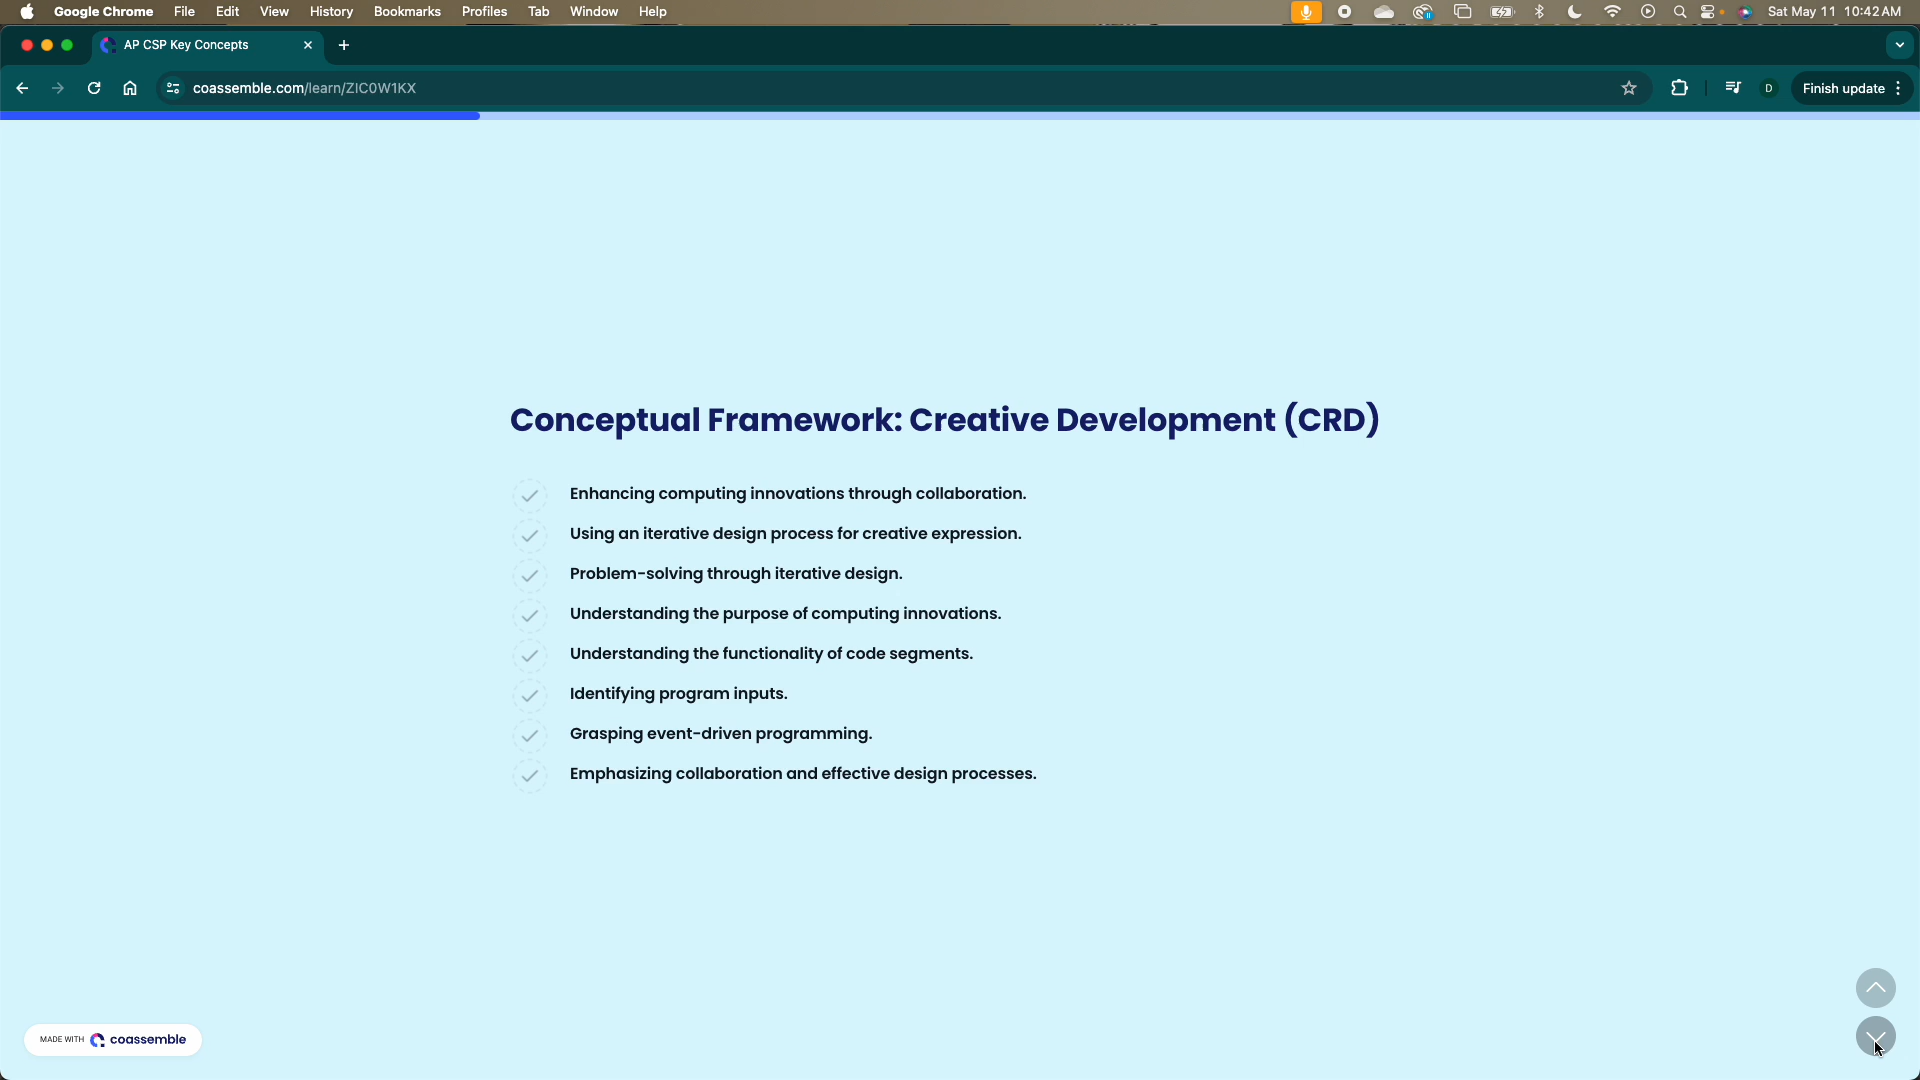 Google Chrome File Edit View History Bookmarks Profiles Tab Window Help Sat May 11 10:42 AM
AP CSP Key Concepts
coassemble.com/learn/ZIC0W1KX D Finish update
Conceptual Framework: Creative Development (CRD)
Enhancing computing innovations through collaboration.
Using an iterative design process for creative expression.
Problem-solving through iterative design.
Understanding the purpose of computing innovations.
Understanding the functionality of code segments.
Identifying program inputs.
Grasping event-driven programming.
Emphasizing collaboration and effective design processes.
MADE WITH coassemble